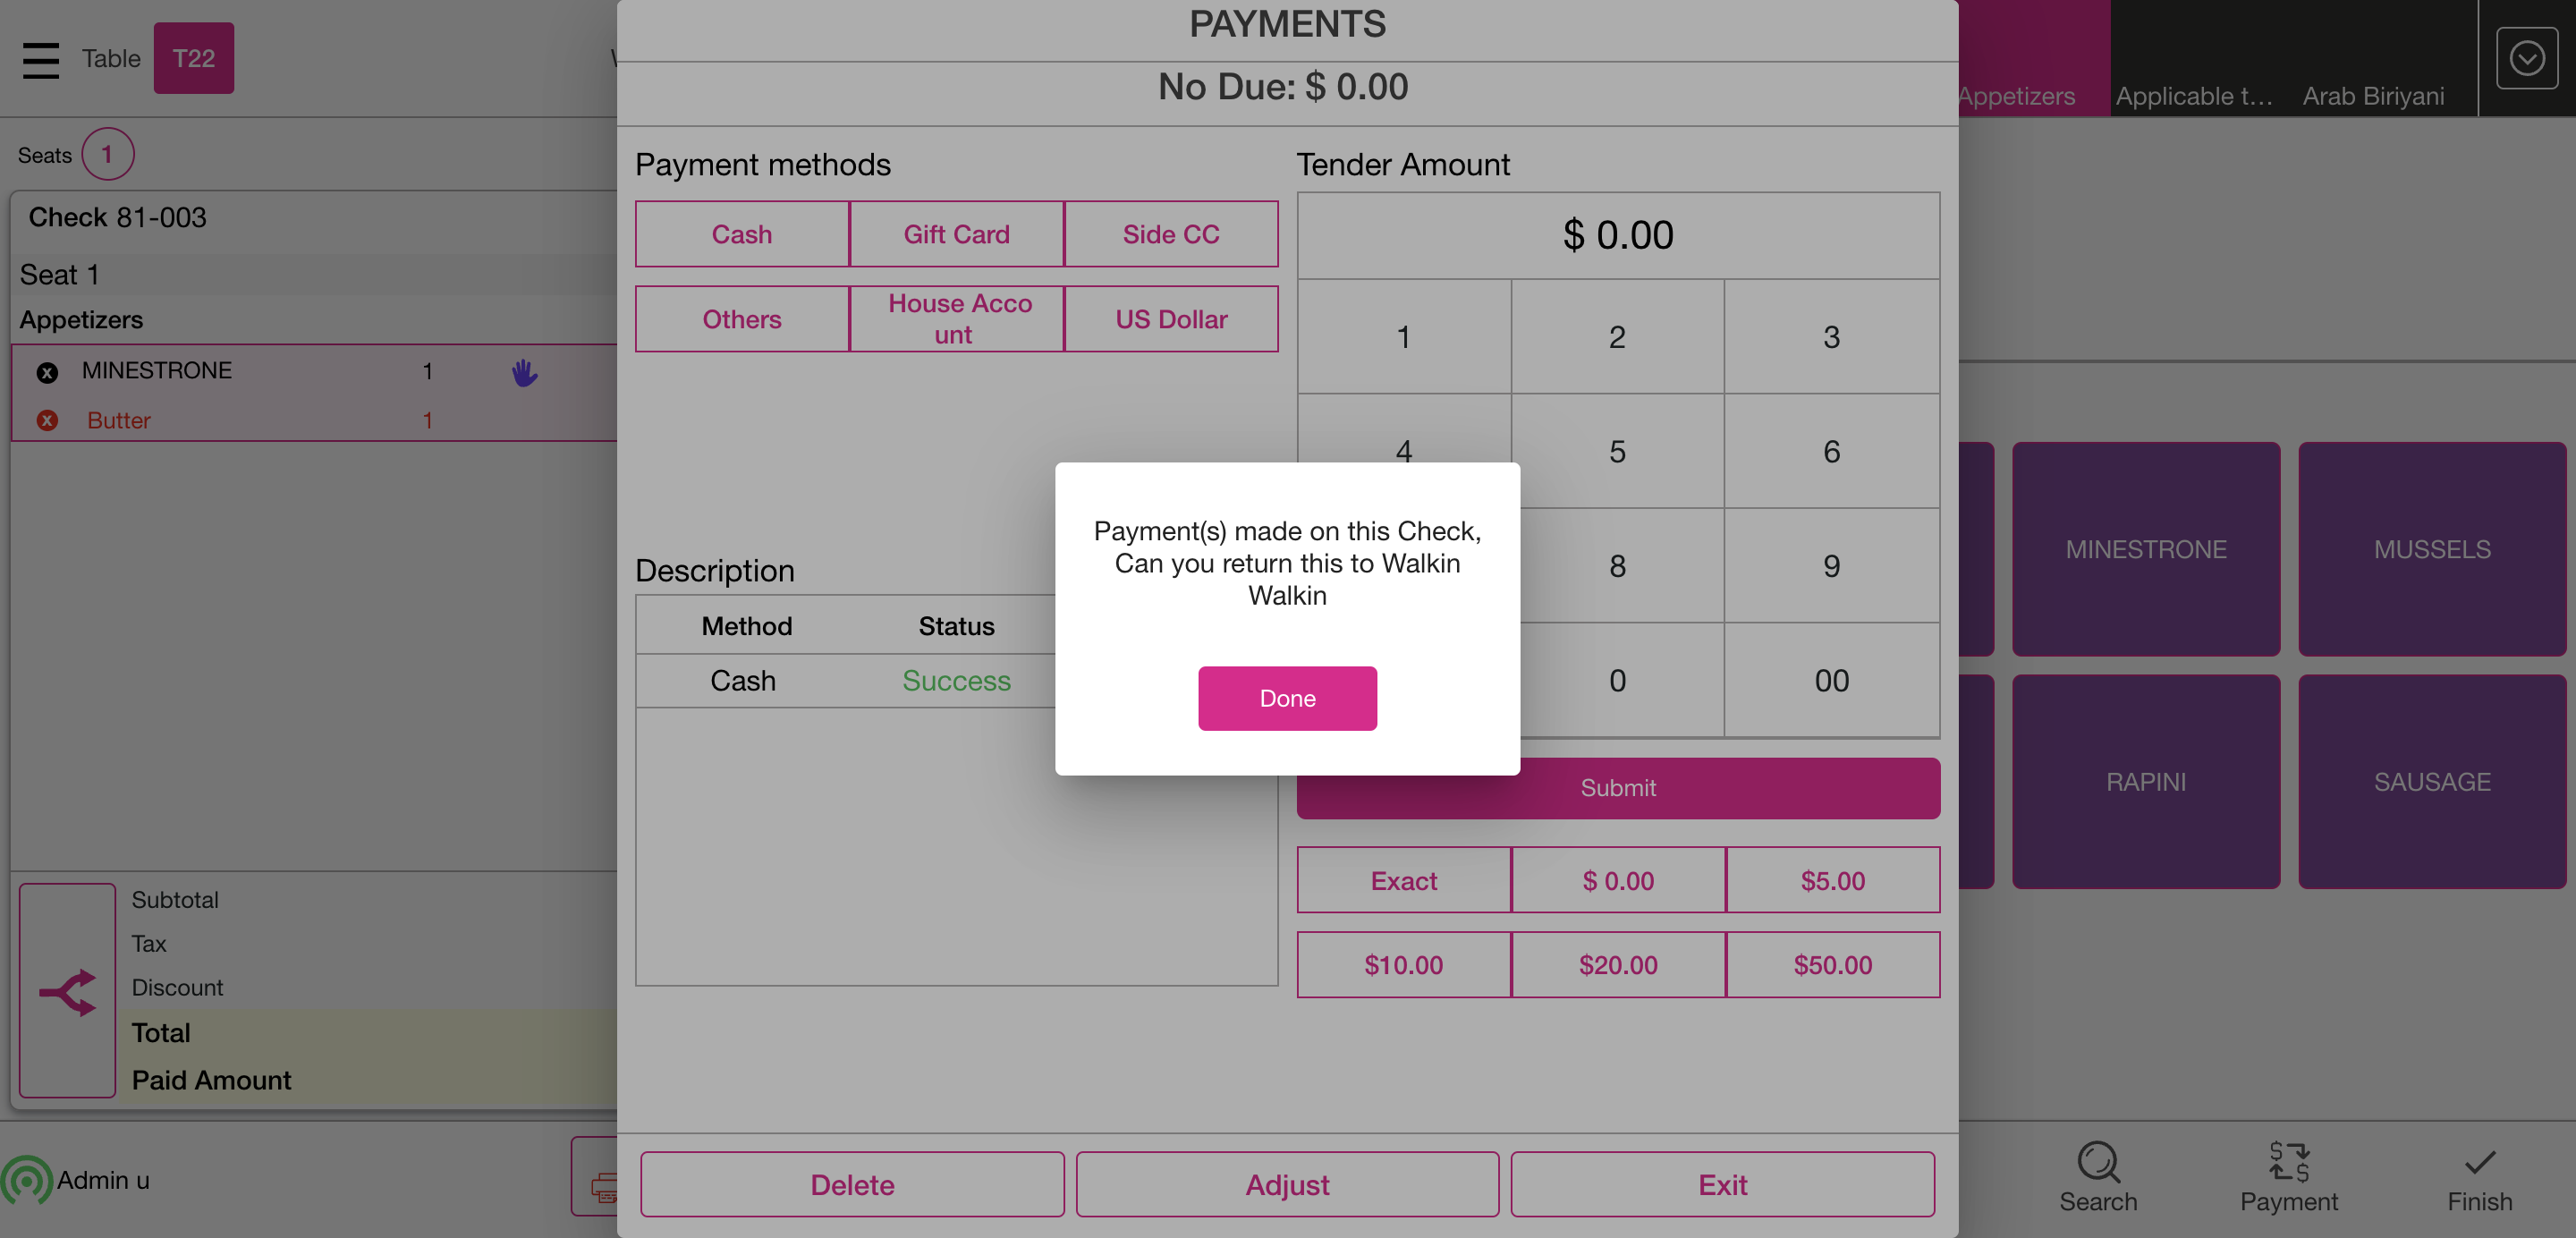 PAYMENTS
No Due: $ 0.00
Table T22
Appetizers
Applicable t...
Arab Biriyani
Seats 1
Check 81-003
Seat 1
Appetizers
MINESTRONE 1
Butter 1
Subtotal
Tax
Discount
Total
Paid Amount
Admin u
Payment methods
Cash
Gift Card
Side CC
Others
House Acco
unt
US Dollar
Description
Method Status
Cash Success
Tender Amount
$ 0.00
1 2 3
4 5 6
8 9
0 00
Submit
Exact $ 0.00 $5.00
$10.00 $20.00 $50.00
Payment(s) made on this Check,
Can you return this to Walkin
Walkin
Done
Delete
Adjust
Exit
MINESTRONE
MUSSELS
RAPINI
SAUSAGE
Search
Payment
Finish